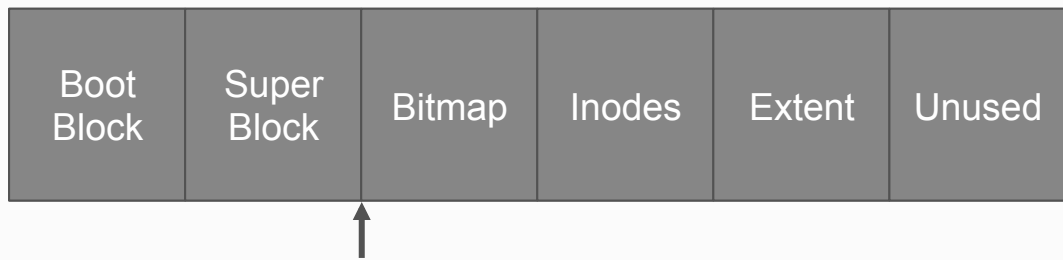 Boot
Block
Super
Block
Bitmap
Inodes
Extent
Unused